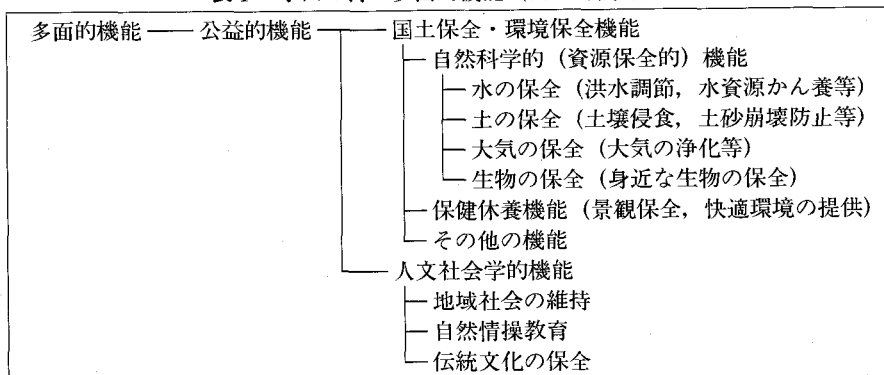 多面的機能 公益的機能 国土保全・環境保全機能
自然科学的（資源保全的）機能
水の保全（洪水調節，水資源かん養等）
土の保全（土壌侵食，土砂崩壊防止等）
大気の保全（大気の浄化等）
生物の保全（身近な生物の保全）
保健休養機能（景観保全，快適環境の提供）
その他の機能
人文社会学的機能
地域社会の維持
自然情操教育
伝統文化の保全